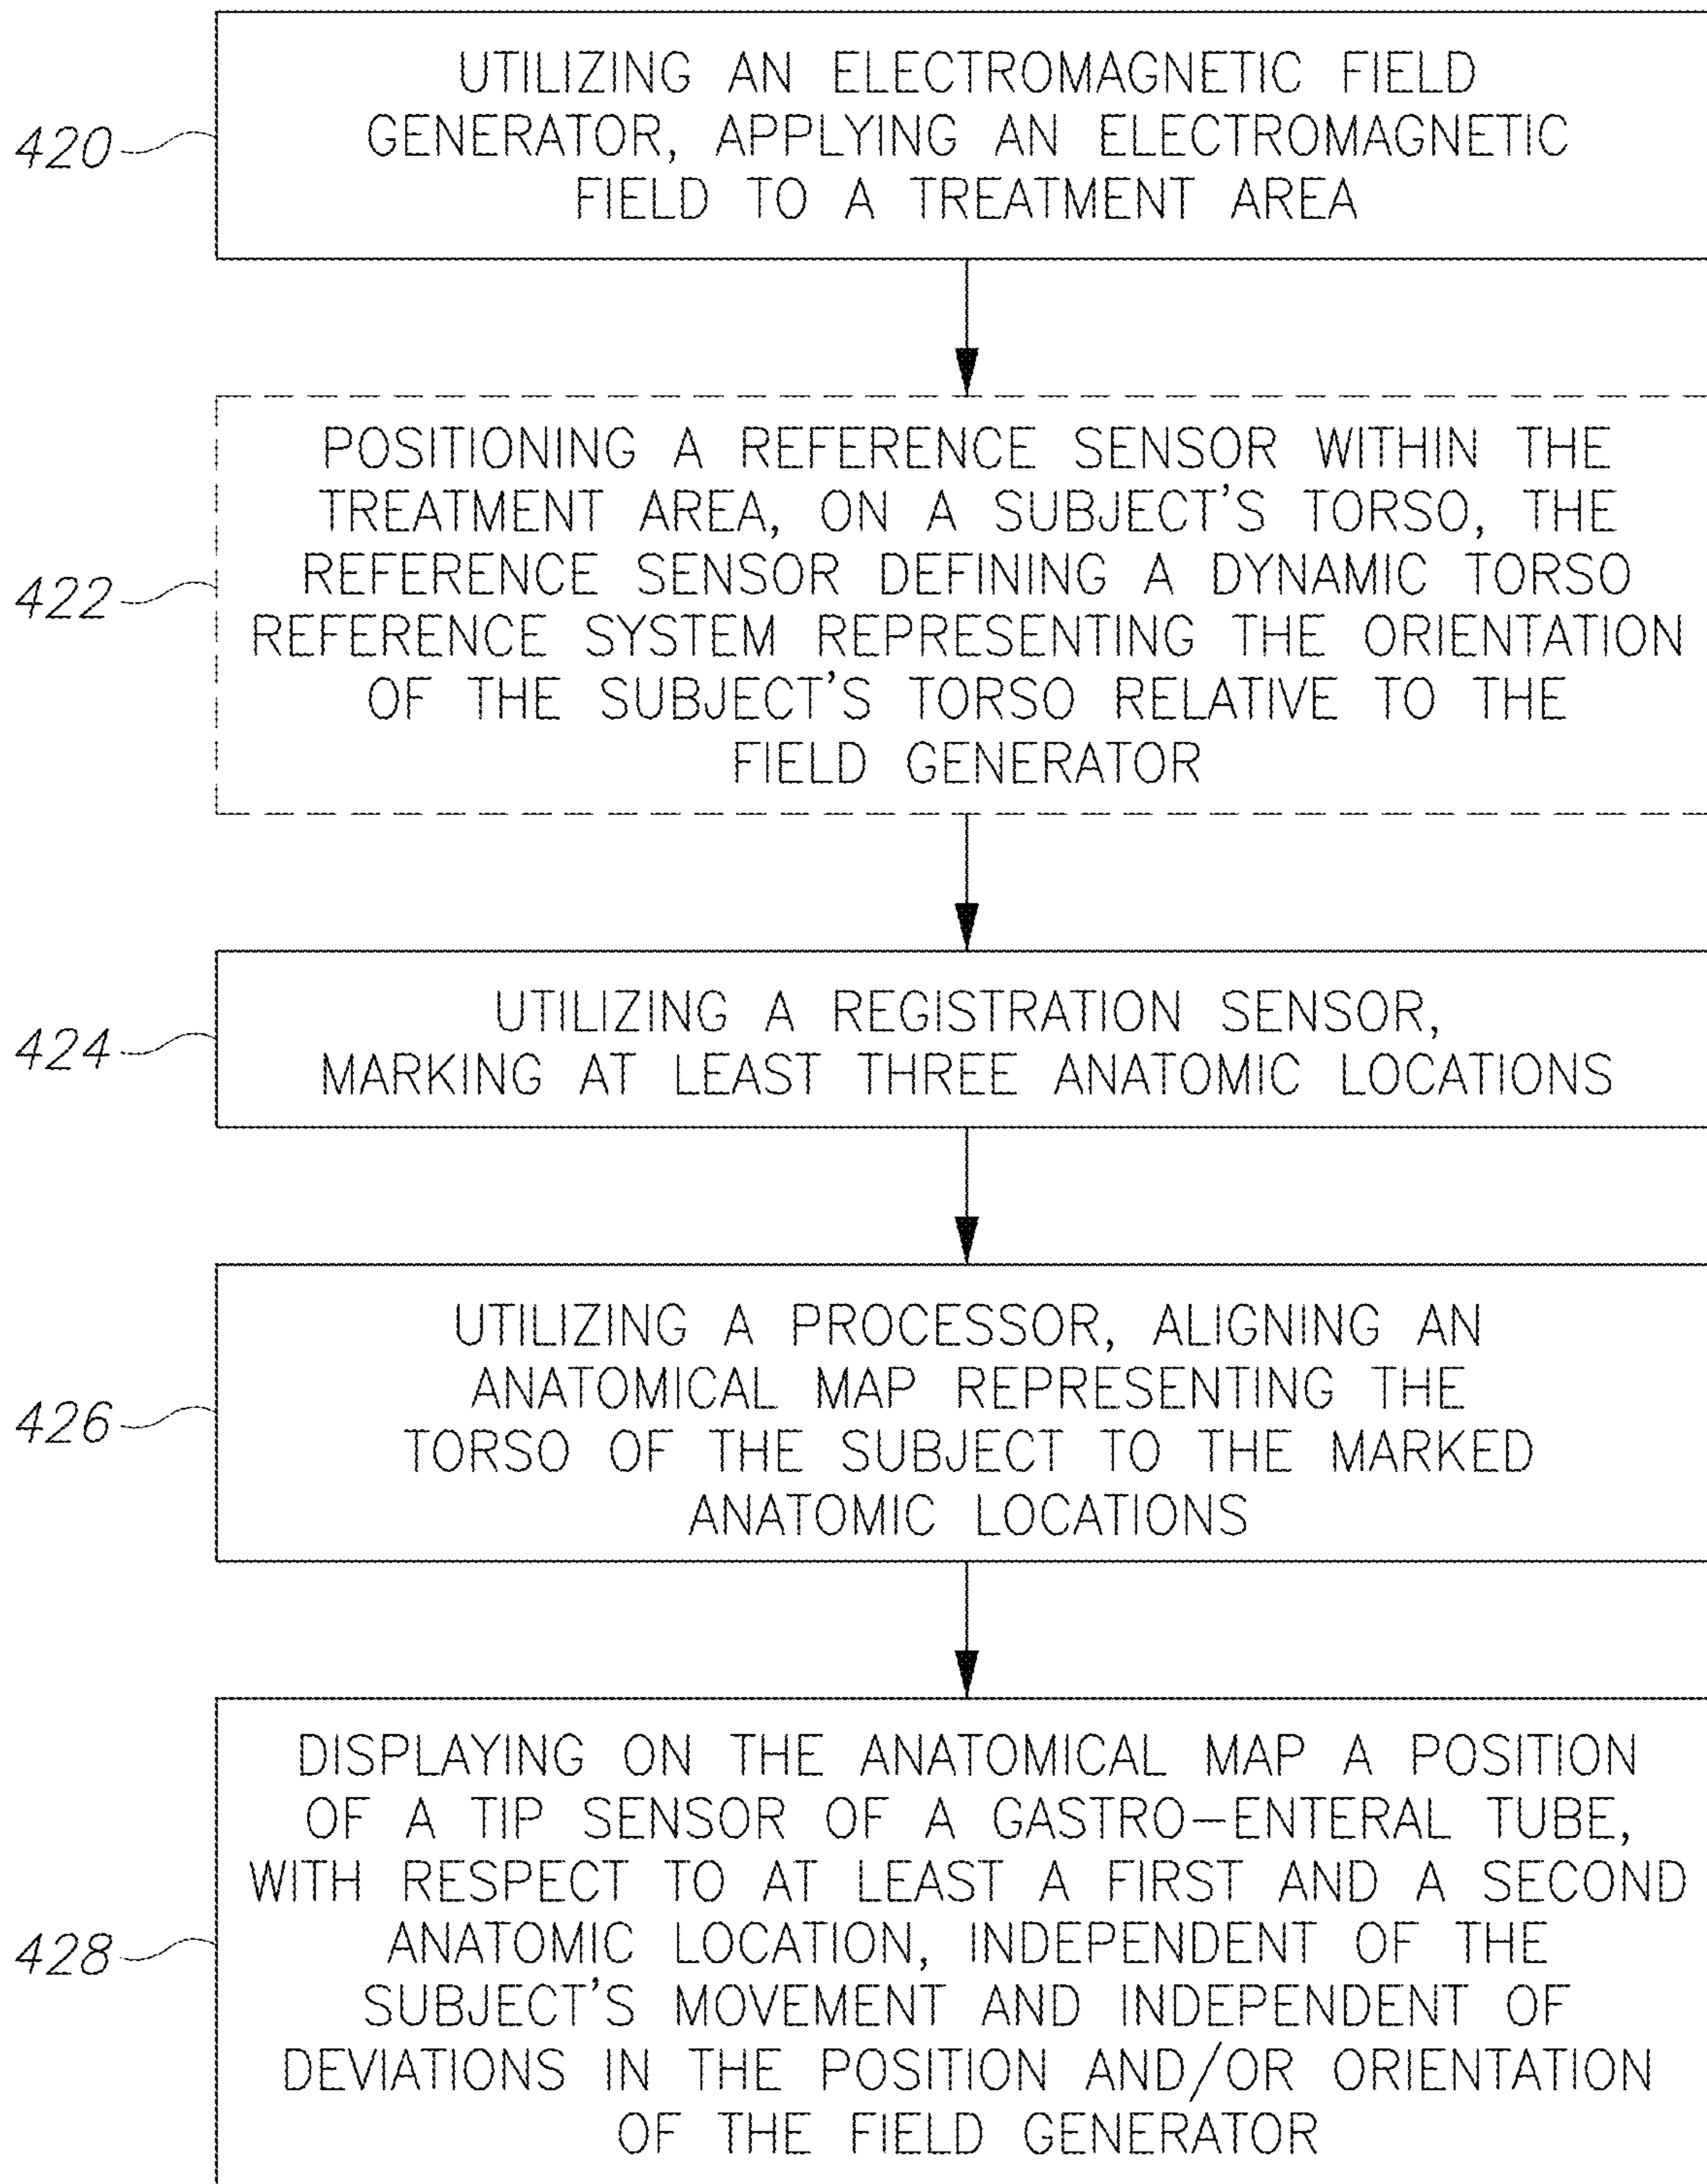 UTILIZING AN ELECTROMAGNETIC FIELD
GENERATOR, APPLYING AN ELECTROMAGNETIC
FIELD TO A TREATMENT AREA
420
POSITIONING A REFERENCE SENSOR WITHIN THE
TREATMENT AREA, ON A SUBJECT'S TORSO, THE
REFERENCE SENSOR DEFINING A DYNAMIC TORSO
REFERENCE SYSTEM REPRESENTING THE ORIENTATION
OF THE SUBJECT'S TORSO RELATIVE TO THE
FIELD GENERATOR
422
UTILIZING A REGISTRATION SENSOR,
MARKING AT LEAST THREE ANATOMIC LOCATIONS
424
UTILIZING A PROCESSOR, ALIGNING AN
ANATOMICAL MAP REPRESENTING THE
TORSO OF THE SUBJECT TO THE MARKED
ANATOMIC LOCATIONS
426
DISPLAYING ON THE ANATOMICAL MAP A POSITION
OF A TIP SENSOR OF A GASTRO-ENTERAL TUBE,
WITH RESPECT TO AT LEAST A FIRST AND A SECOND
ANATOMIC LOCATION, INDEPENDENT OF THE
SUBJECT'S MOVEMENT AND INDEPENDENT OF
DEVIATIONS IN THE POSITION AND/OR ORIENTATION
OF THE FIELD GENERATOR
428